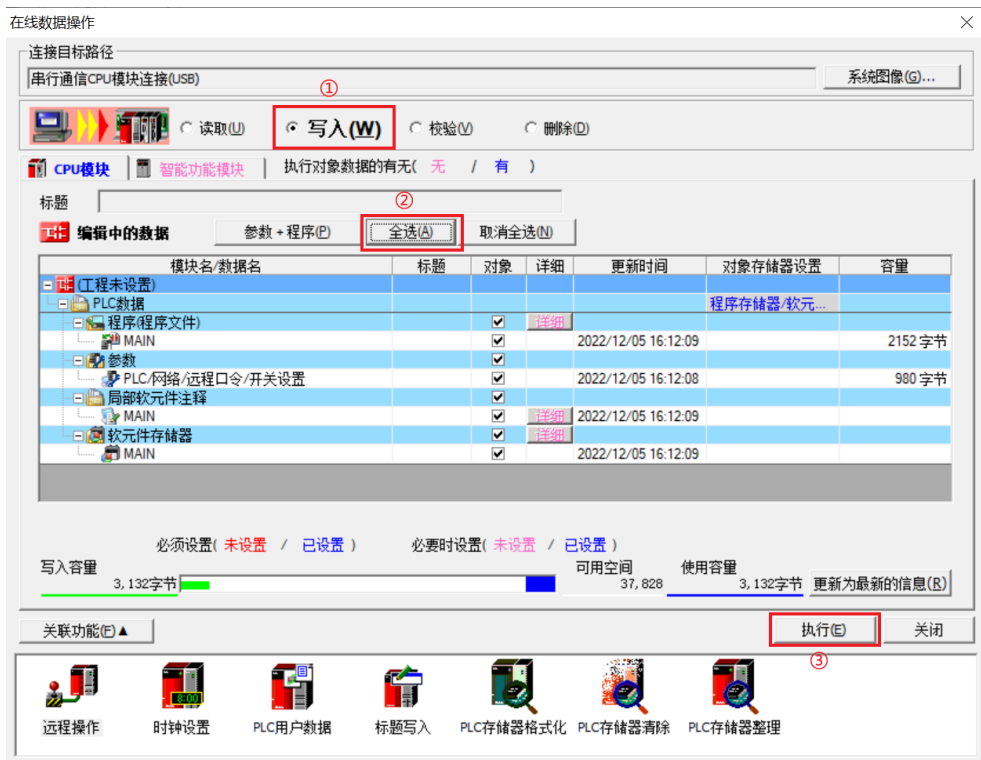 在线数据操作
连接目标路径
串行通信CPU模块连接(USB)
系统图像(G)...
①
读取(U) 写入(W) 校验(V) 删除(D)
CPU模块 智能功能模块 执行对象数据的有无( 无 / 有 )
标题
②
编辑中的数据 参数+程序(P) 全选(A) 取消全选(N)
模块名/数据名 标题 对象 详细 更新时间 对象存储器设置 容量
(工程未设置)
PLC数据 程序存储器/软元...
程序(程序文件) 详细
MAIN 2022/12/05 16:12:09 2152 字节
参数
PLC/网络/远程口令/开关设置 2022/12/05 16:12:08 980 字节
局部软元件注释
MAIN 详细 2022/12/05 16:12:09
软元件存储器 详细
MAIN 2022/12/05 16:12:09
必须设置( 未设置 / 已设置 ) 必要时设置( 未设置 / 已设置 )
写入容量 可用空间 使用容量
3,132字节 37,828 3,132字节 更新为最新的信息(R)
关联功能(F)▲ 执行(E) 关闭
③
8:00
远程操作 时钟设置 PLC用户数据 标题写入 PLC存储器格式化 PLC存储器清除 PLC存储器整理